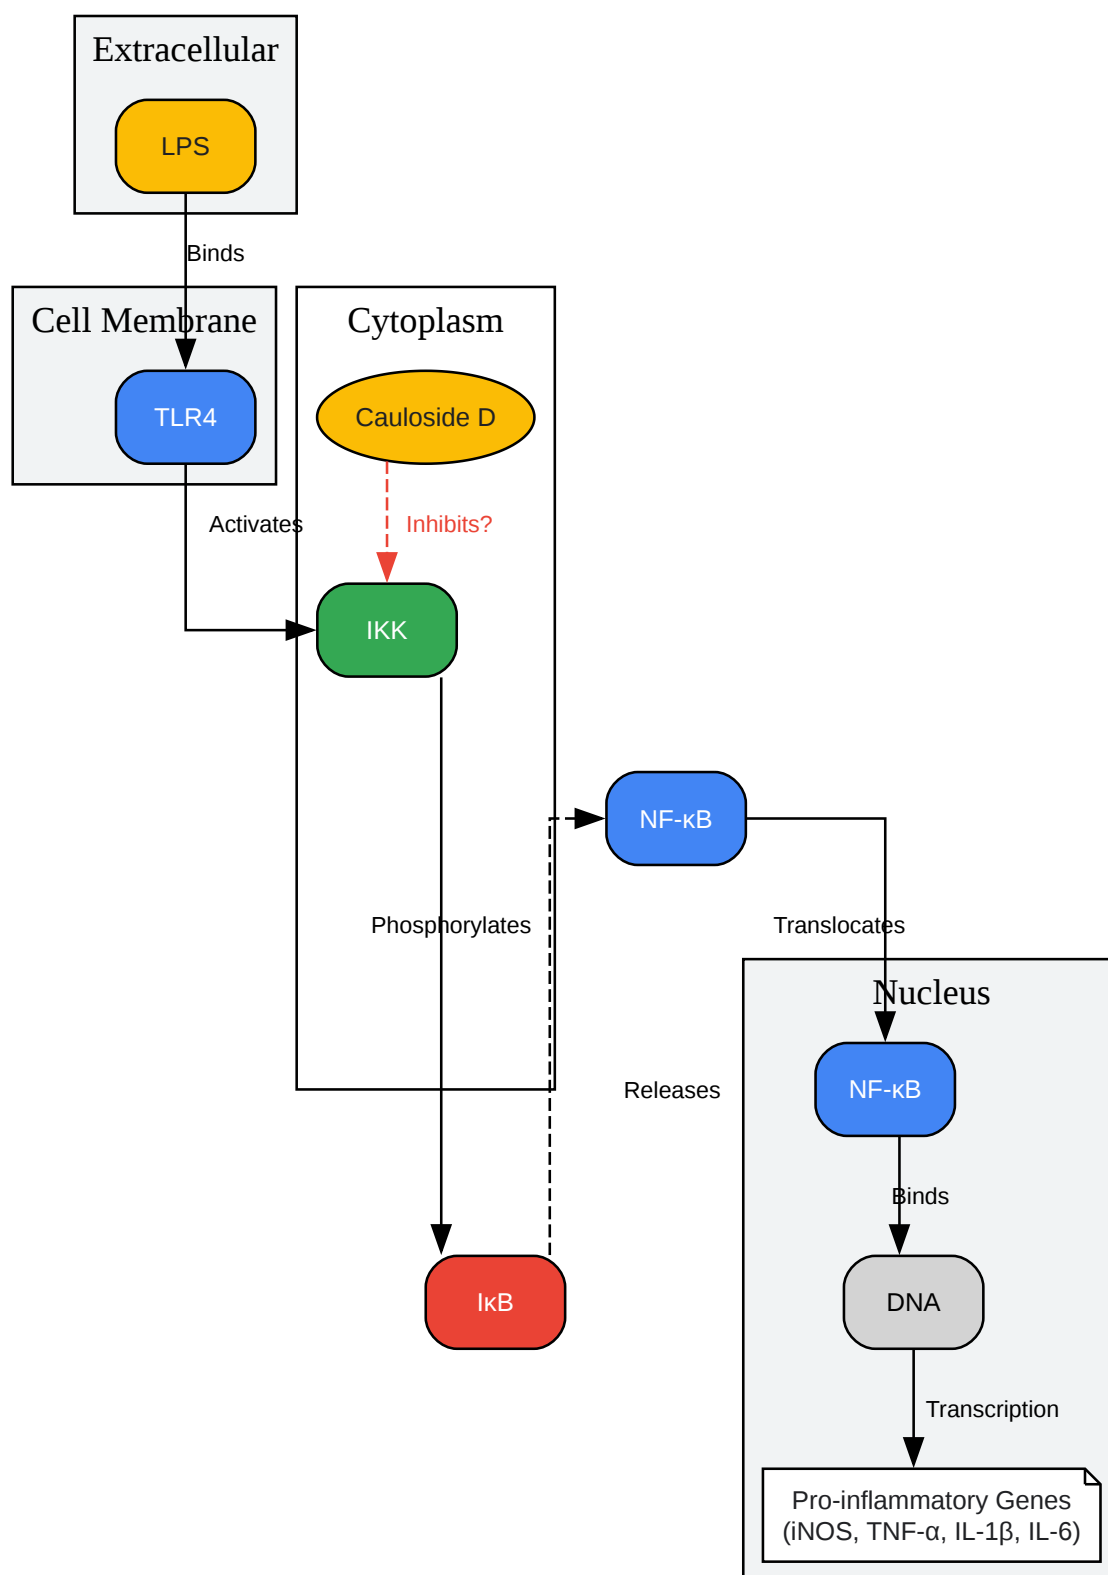 Extracellular
LPS
Binds
Cell Membrane
Cytoplasm
TLR4
Cauloside D
Activates
Inhibits?
IKK
NF-κB
Phosphorylates
Translocates
Nucleus
Releases
NF-κB
Binds
IκB
DNA
Transcription
Pro-inflammatory Genes
(iNOS, TNF-α, IL-1β, IL-6)